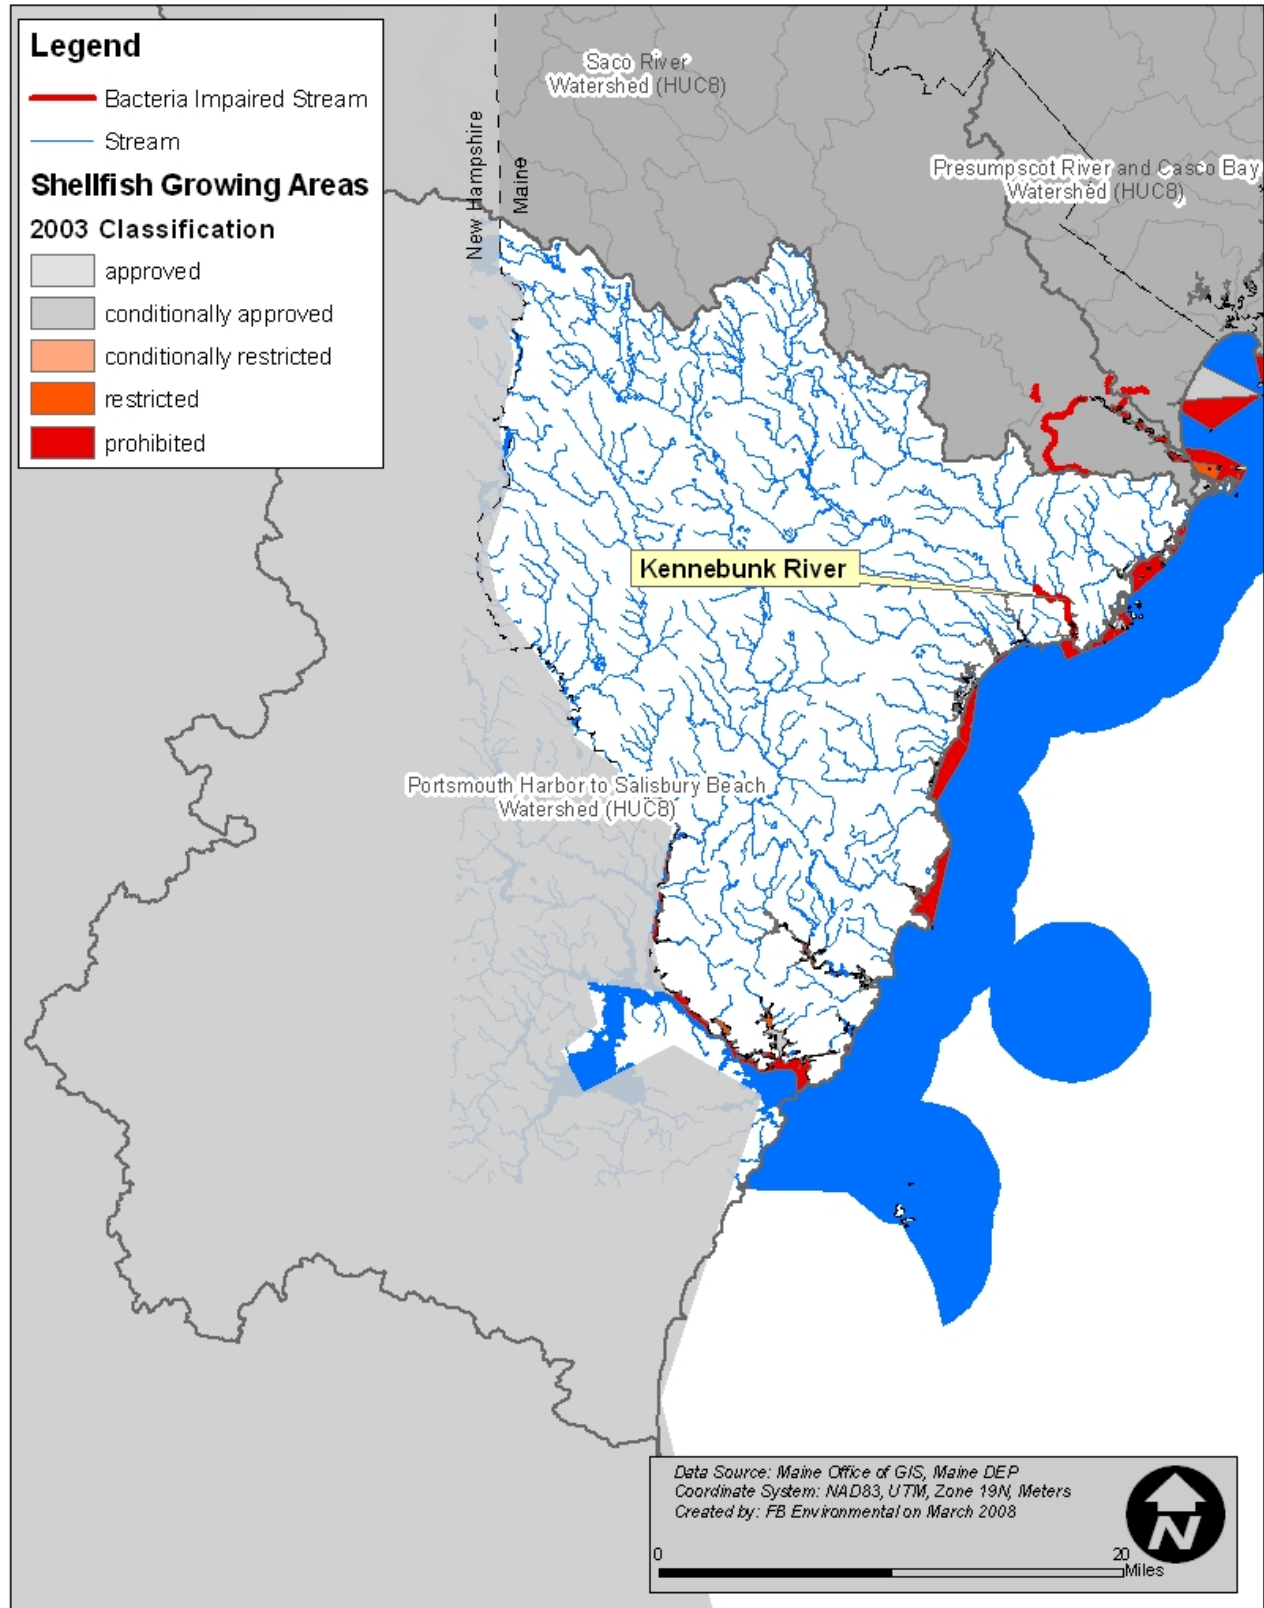 Legend
Bacteria Impaired Stream
Stream
Shellfish Growing Areas
2003 Classification
approved
conditionally approved
conditionally restricted
restricted
prohibited
New Hampshire
Maine
Saco River
Watershed (HUC8)
Presumpscot River and Casco Bay
Watershed (HUC8)
Kennebunk River
Portsmouth Harbor to Salisbury Beach
Watershed (HUC8)
Data Source: Maine Office of GIS, Maine DEP
Coordinate System: NAD83, UTM, Zone 19N, Meters
Created by: FB Environmental on March 2008
N
0 20
Miles